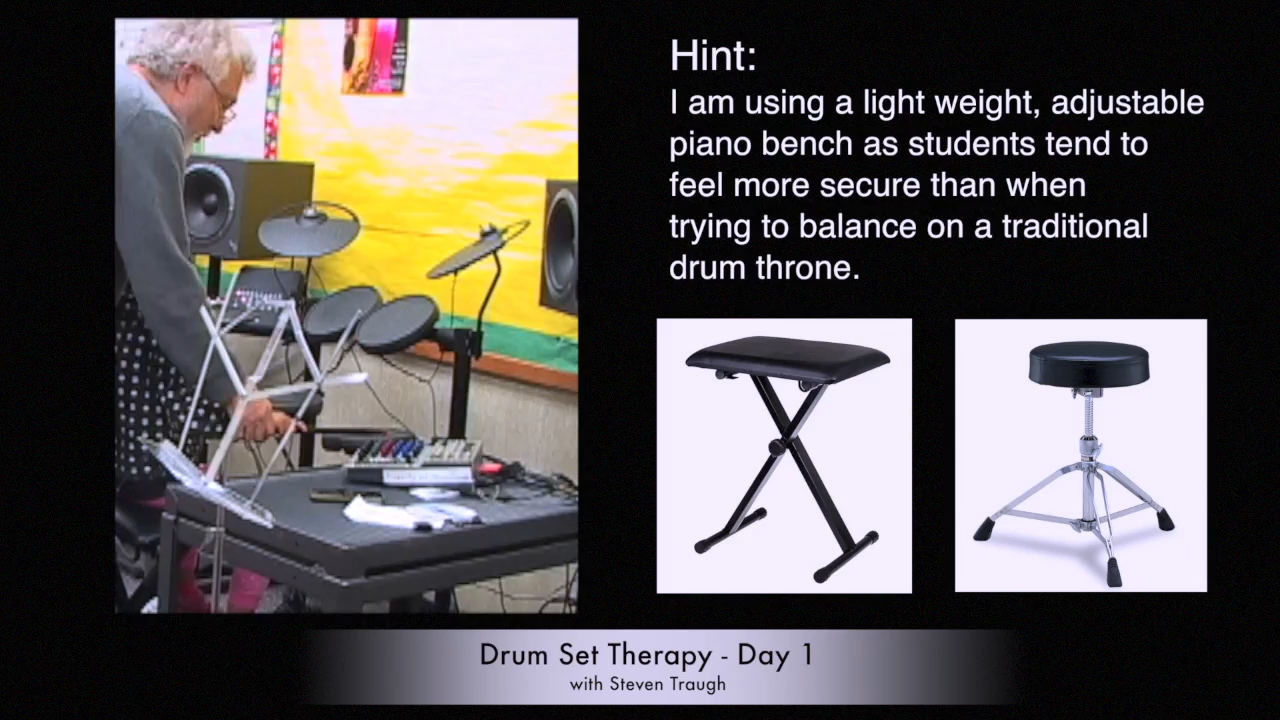 Hint:
I am using a light weight, adjustable
piano bench as students tend to
feel more secure than when
trying to balance on a traditional
drum throne.
Drum Set Therapy - Day 1
with Steven Traugh